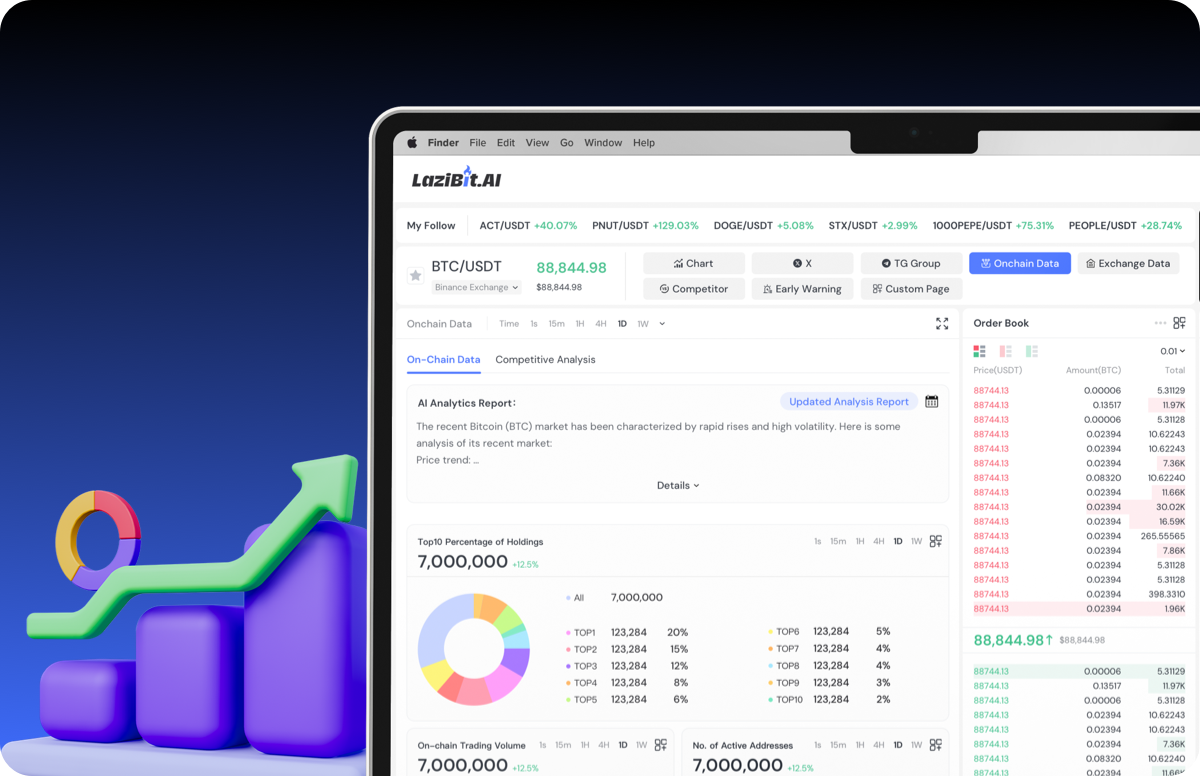 Finder File Edit View Go Window Help
LaziBit.AI
My Follow ACT/USDT +40.07% PNUT/USDT +129.03% DOGE/USDT +5.08% STX/USDT +2.99% 1000PEPE/USDT +75.31% PEOPLE/USDT +28.74%
BTC/USDT 88,844.98
Binance Exchange $88,844.98
Chart X TG Group Onchain Data Exchange Data
Competitor Early Warning Custom Page
Onchain Data Time 1s 15m 1H 4H 1D 1W
On-Chain Data Competitive Analysis
AI Analytics Report: Updated Analysis Report
The recent Bitcoin (BTC) market has been characterized by rapid rises and high volatility. Here is some
analysis of its recent market:
Price trend: ...
Details
Top10 Percentage of Holdings 1s 15m 1H 4H 1D 1W
7,000,000 +12.5%
All 7,000,000
TOP1 123,284 20% TOP6 123,284 5%
TOP2 123,284 15% TOP7 123,284 4%
TOP3 123,284 12% TOP8 123,284 4%
TOP4 123,284 8% TOP9 123,284 3%
TOP5 123,284 6% TOP10 123,284 2%
On-chain Trading Volume 1s 15m 1H 4H 1D 1W
7,000,000 +12.5%
No. of Active Addresses 1s 15m 1H 4H 1D 1W
7,000,000 +12.5%
Order Book
0.01
Price(USDT) Amount(BTC) Total
88744.13 0.00006 5.31129
88744.13 0.13517 11.97K
88744.13 0.00006 5.31128
88744.13 0.02394 10.62243
88744.13 0.02394 10.62243
88744.13 0.02394 7.36K
88744.13 0.08320 10.62240
88744.13 0.02394 11.66K
88744.13 0.02394 30.02K
88744.13 0.02394 16.59K
88744.13 0.02394 265.55565
88744.13 0.02394 7.86K
88744.13 0.02394 5.31128
88744.13 0.02394 5.31128
88744.13 0.02394 398.3310
88744.13 0.02394 1.96K
88,844.98↑ $88,844.98
88744.13 0.00006 5.31129
88744.13 0.13517 11.97K
88744.13 0.00006 5.31128
88744.13 0.02394 10.62243
88744.13 0.02394 10.62243
88744.13 0.02394 7.36K
88744.13 0.08320 10.62240
88744.13 0.02394 11.66K